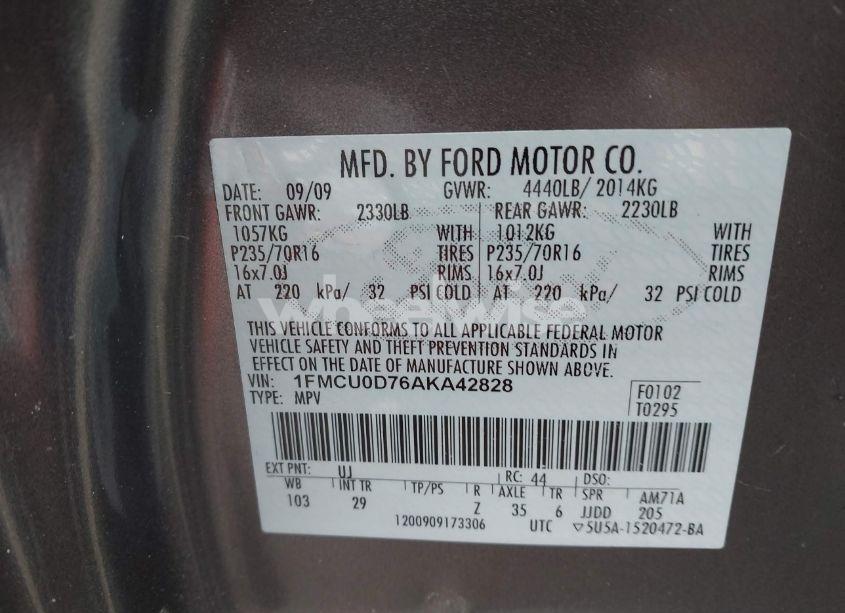 MFD. BY FORD MOTOR CO.
DATE: 09/09 GVWR: 4440LB/ 2014KG
FRONT GAWR: 2330LB REAR GAWR: 2230LB
1057KG WITH 1012KG WITH
P235/70R16 TIRES P235/70R16 TIRES
16x7.0J RIMS 16x7.0J RIMS
AT 220 kPa/ 32 PSI COLD AT 220 kPa/ 32 PSI COLD
wheelwise
THIS VEHICLE CONFORMS TO ALL APPLICABLE FEDERAL MOTOR
VEHICLE SAFETY AND THEFT PREVENTION STANDARDS IN
EFFECT ON THE DATE OF MANUFACTURE SHOWN ABOVE.
VIN: 1FMCU0D76AKA42828 F0102
TYPE: MPV T0295
EXT PNT: UJ RC: 44 DSO:
WB INT TR TP/PS R AXLE TR SPR AM71A
103 29 Z 35 6 JJDD 205
1200909173306 UTC ▽5U5A-1520472-BA